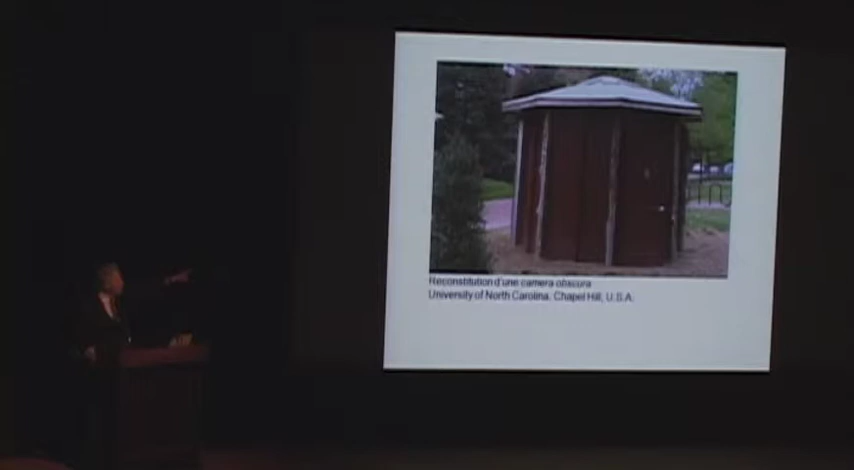 Reconstitution d'une camera obscura
University of North Carolina. Chapel Hill, U.S.A.